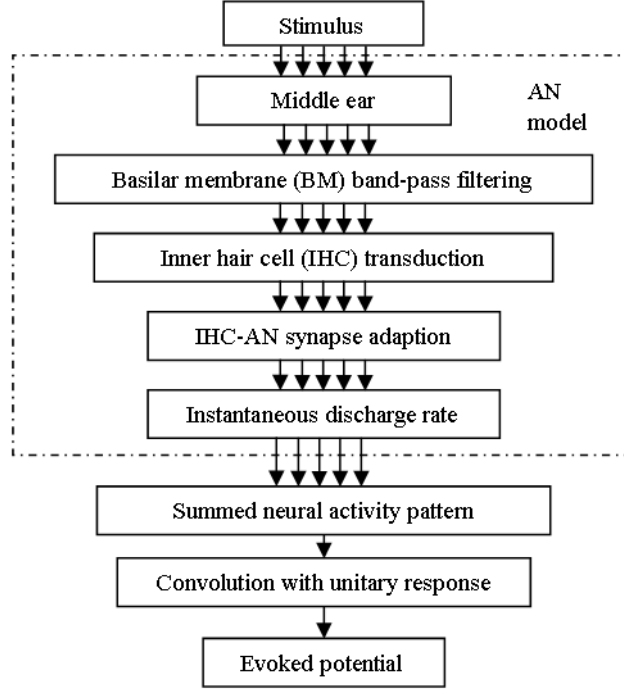 Stimulus
Middle ear
AN
model
Basilar membrane (BM) band-pass filtering
Inner hair cell (IHC) transduction
IHC-AN synapse adaption
Instantaneous discharge rate
Summed neural activity pattern
Convolution with unitary response
Evoked potential